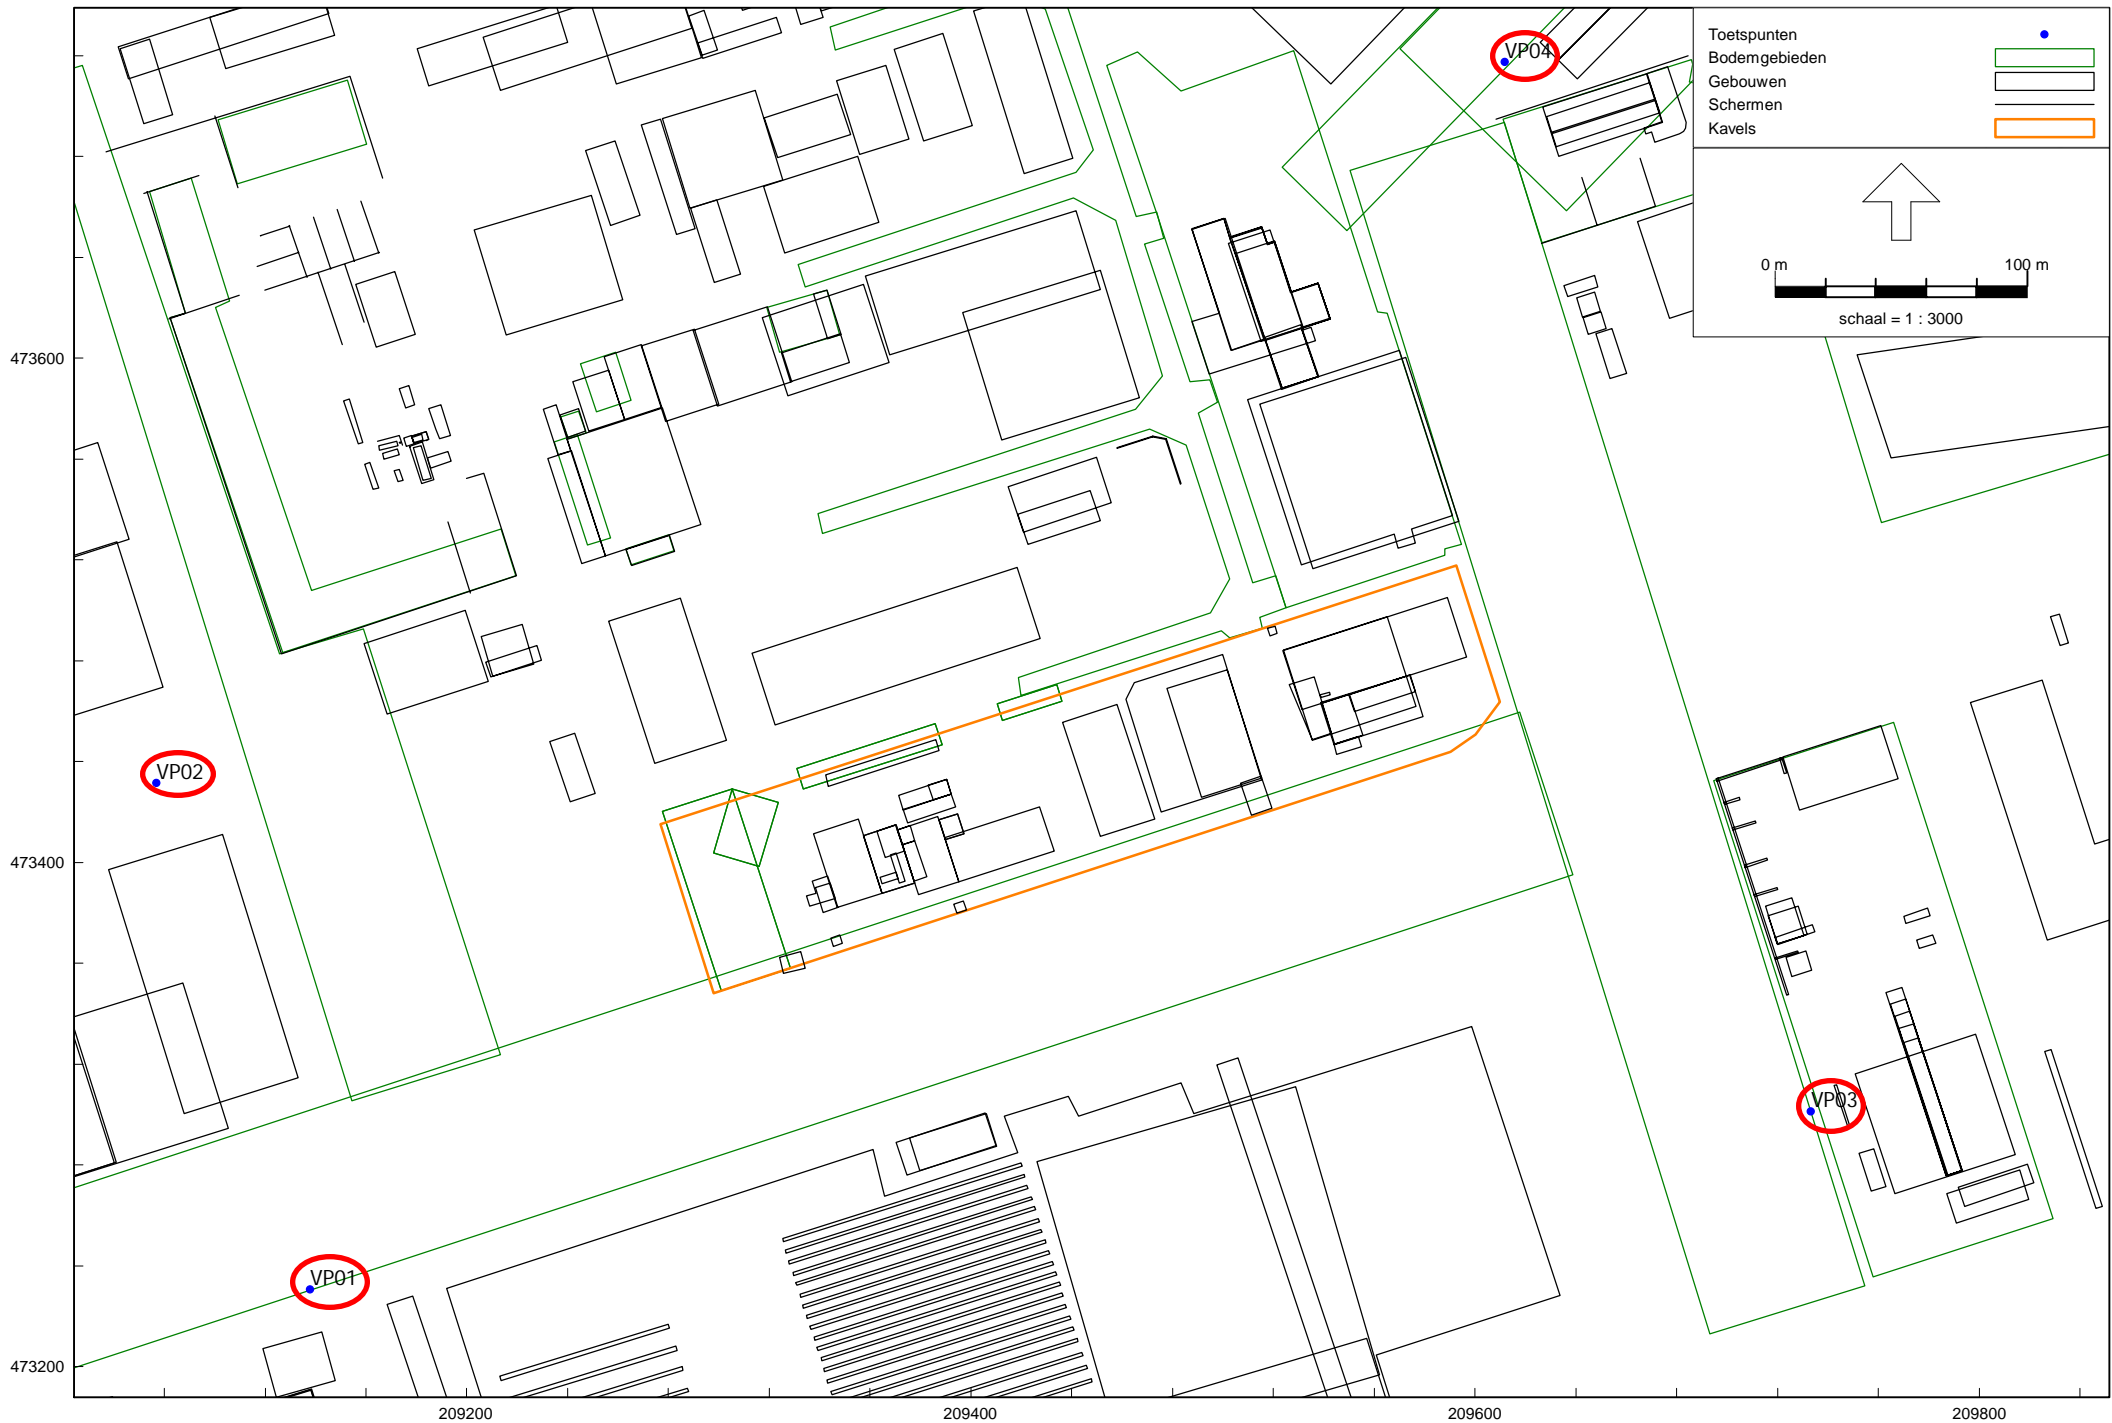 VP04
Toetspunten
Bodemgebieden
Gebouwen
Schermen
Kavels
0 m 100 m
schaal = 1 : 3000
473600
VP02
473400
VP03
VP01
473200
209200 209400 209600 209800